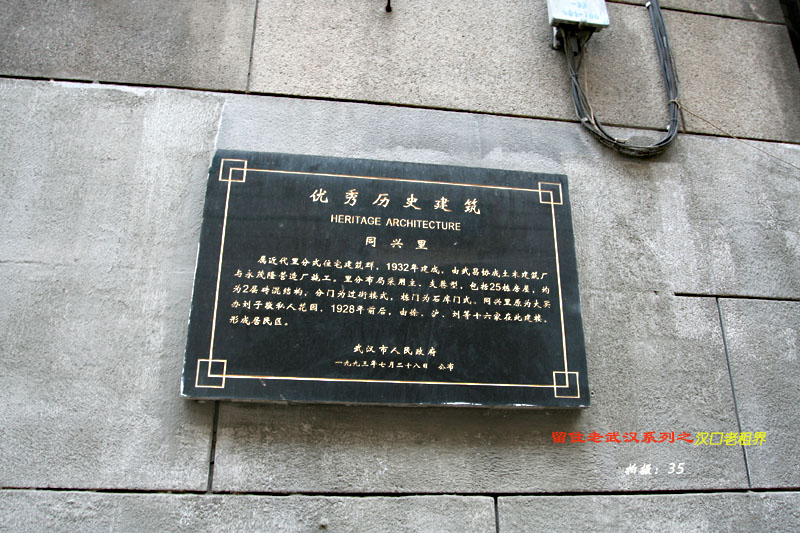 优秀历史建筑
HERITAGE ARCHITECTURE
同兴里
属近代里分式住宅建筑群，1932年建成，由武昌协成土木建筑厂
与永茂隆营造厂施工。里分布局采用主、支巷型，包括25栋房屋，均
为2层砖混结构，分门为过街楼式，栋门为石库门式。同兴里原为大买
办刘子敬私人花园，1928年前后，由徐、沪、刘等十六家在此建楼，
形成居民区。
武汉市人民政府
一九九三年七月二十八日 公布
留住老武汉系列之汉口老租界
拍摄：35